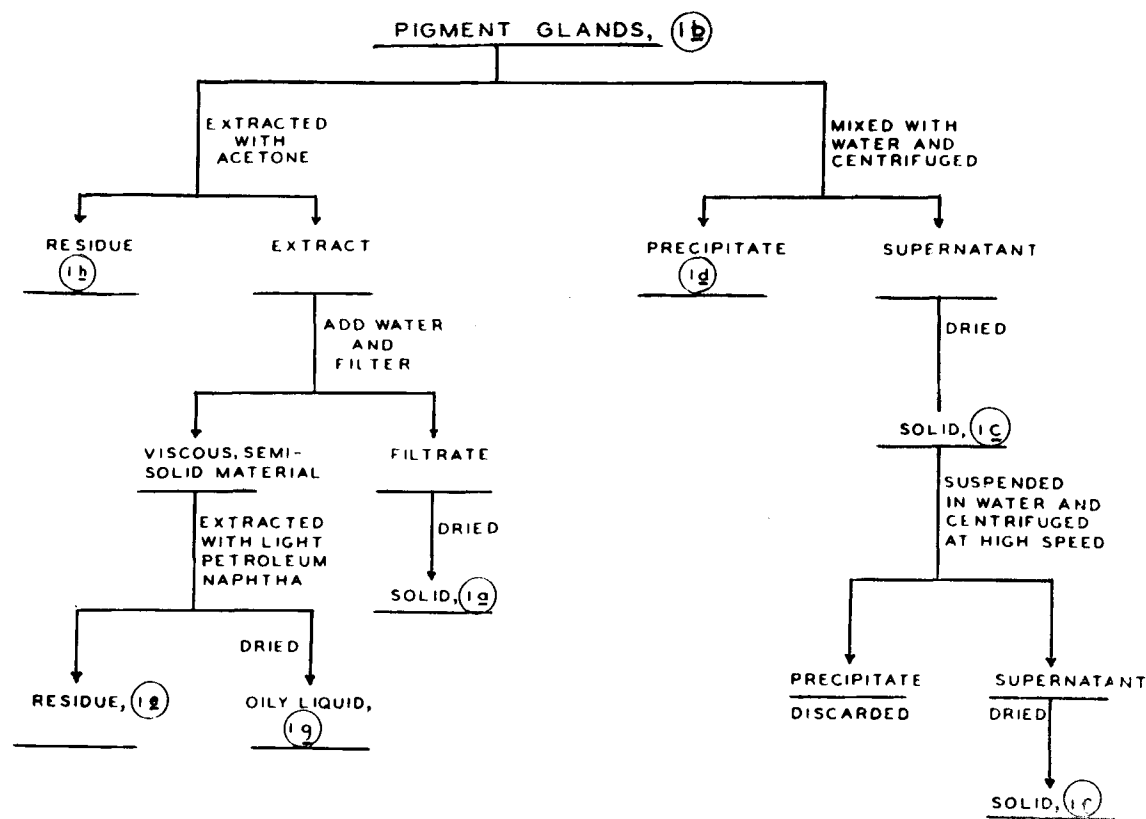 PIGMENT GLANDS, 1b
EXTRACTED
WITH
ACETONE
MIXED WITH
WATER AND
CENTRIFUGED
RESIDUE
1h
EXTRACT
PRECIPITATE
1d
SUPERNATANT
ADD WATER
AND
FILTER
DRIED
VISCOUS, SEMI-
SOLID MATERIAL
FILTRATE
SOLID, 1c
EXTRACTED
WITH LIGHT
PETROLEUM
NAPHTHA
DRIED
SUSPENDED
IN WATER AND
CENTRIFUGED
AT HIGH SPEED
SOLID, 1a
DRIED
RESIDUE, 1e
OILY LIQUID,
1g
PRECIPITATE
DISCARDED
SUPERNATANT
DRIED
SOLID, 1f